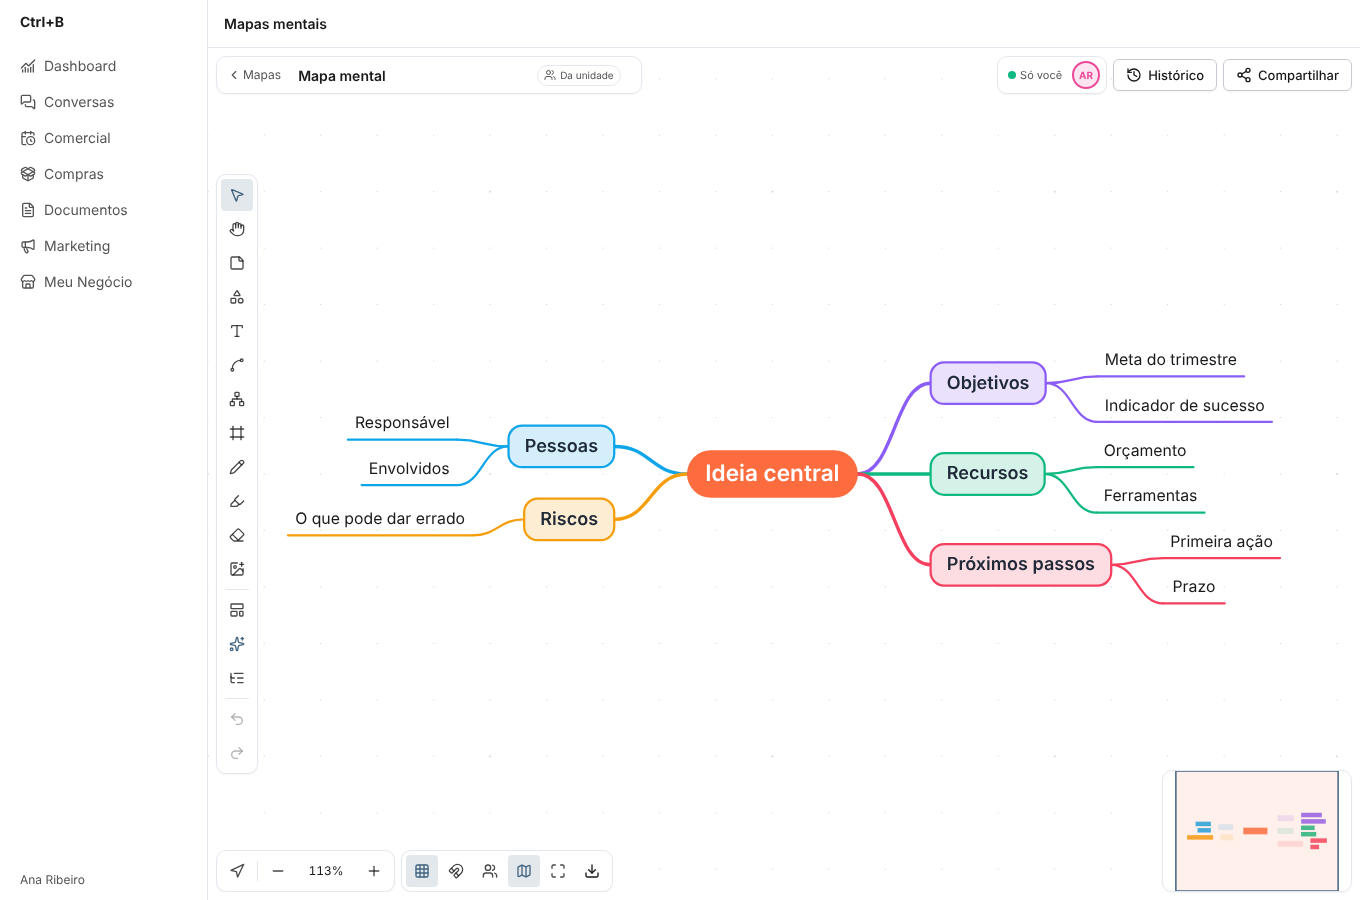 Ctrl+B
Dashboard
Conversas
Comercial
Compras
Documentos
Marketing
Meu Negócio
Ana Ribeiro
Mapas mentais
Mapas
Mapa mental
Da unidade
Só você
AR
Histórico
Compartilhar
Responsável
Envolvidos
O que pode dar errado
Pessoas
Riscos
Ideia central
Objetivos
Recursos
Próximos passos
Meta do trimestre
Indicador de sucesso
Orçamento
Ferramentas
Primeira ação
Prazo
113%